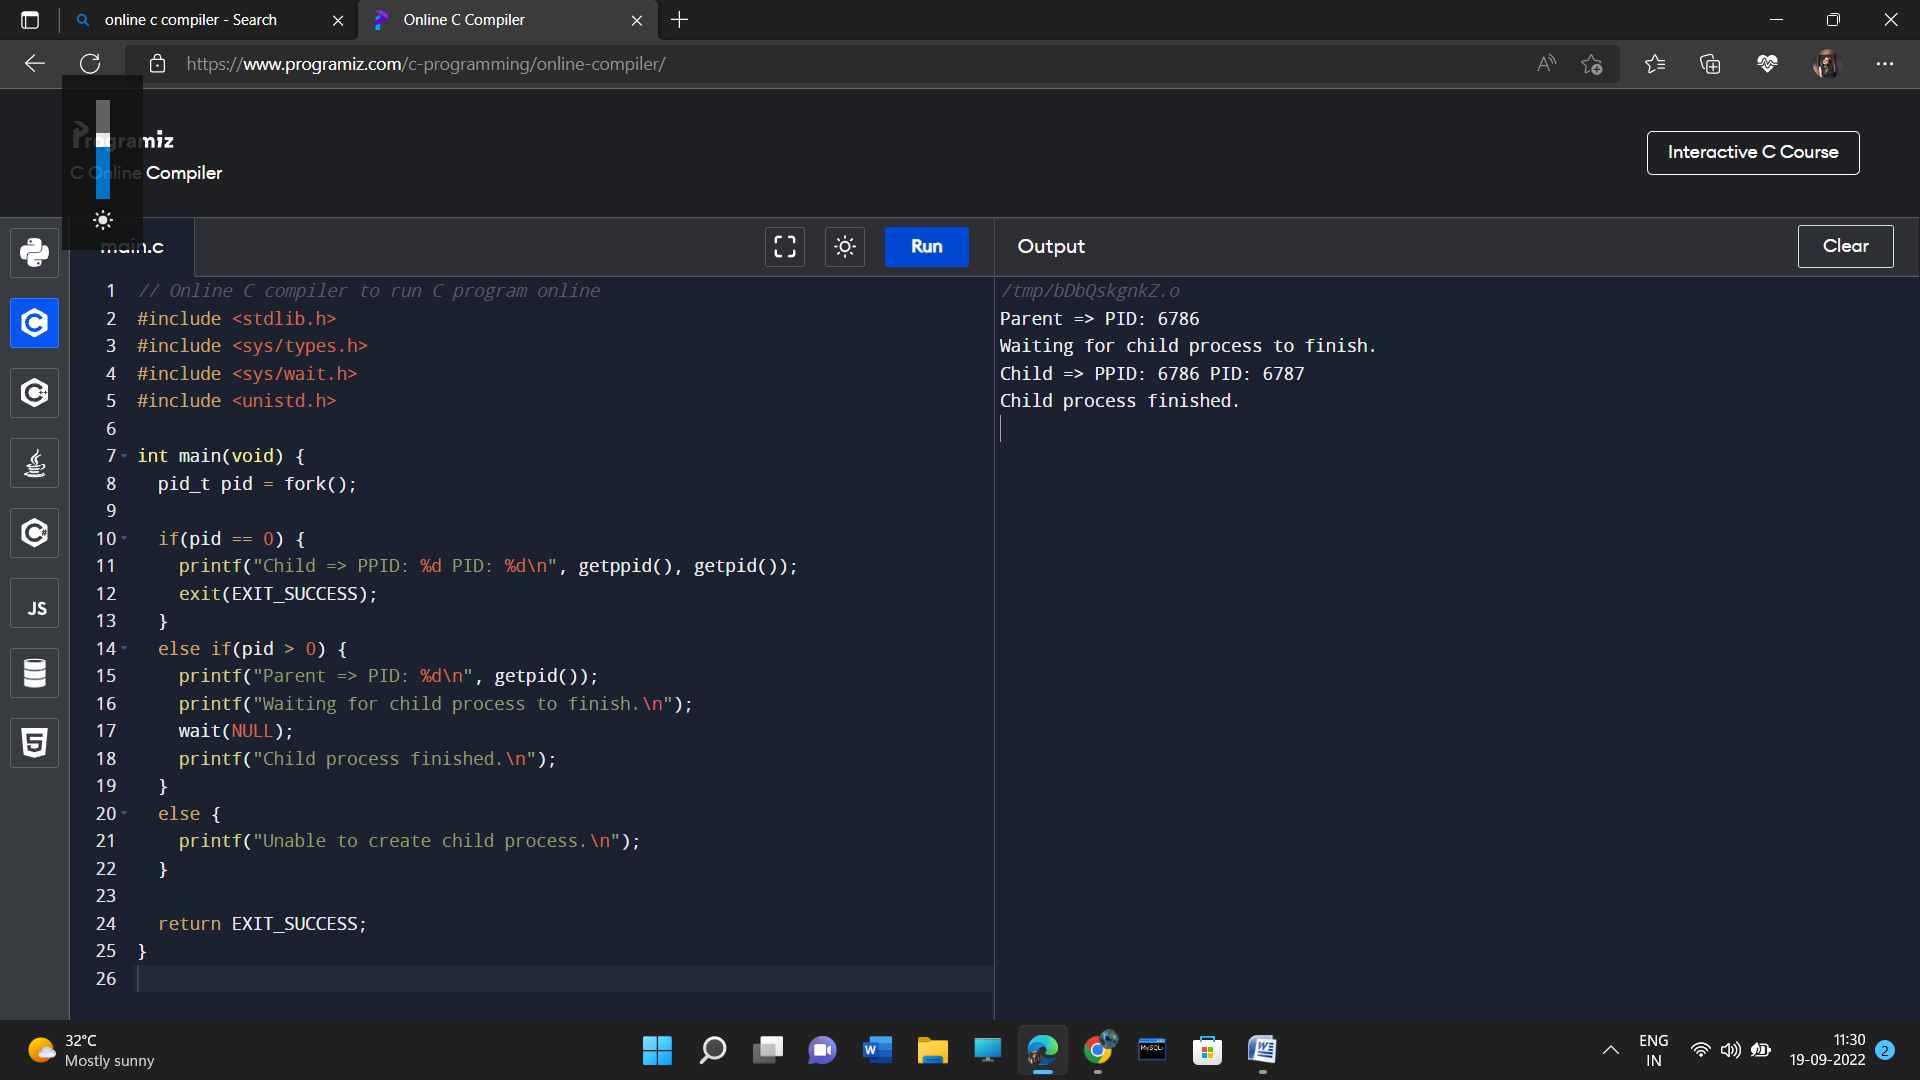 online c compiler - Search
Online C Compiler
https://www.programiz.com/c-programming/online-compiler/
Programiz
C Online Compiler
Interactive C Course
main.c
Run
Output
Clear
1 // Online C compiler to run C program online
2 #include <stdlib.h>
3 #include <sys/types.h>
4 #include <sys/wait.h>
5 #include <unistd.h>
6
7 int main(void) {
8 pid_t pid = fork();
9
10 if(pid == 0) {
11 printf("Child => PPID: %d PID: %d\n", getppid(), getpid());
12 exit(EXIT_SUCCESS);
13 }
14 else if(pid > 0) {
15 printf("Parent => PID: %d\n", getpid());
16 printf("Waiting for child process to finish.\n");
17 wait(NULL);
18 printf("Child process finished.\n");
19 }
20 else {
21 printf("Unable to create child process.\n");
22 }
23
24 return EXIT_SUCCESS;
25 }
26
/tmp/bDbQskgnkZ.o
Parent => PID: 6786
Waiting for child process to finish.
Child => PPID: 6786 PID: 6787
Child process finished.
JS
32°C
Mostly sunny
MySQL
ENG
IN
11:30
19-09-2022
2